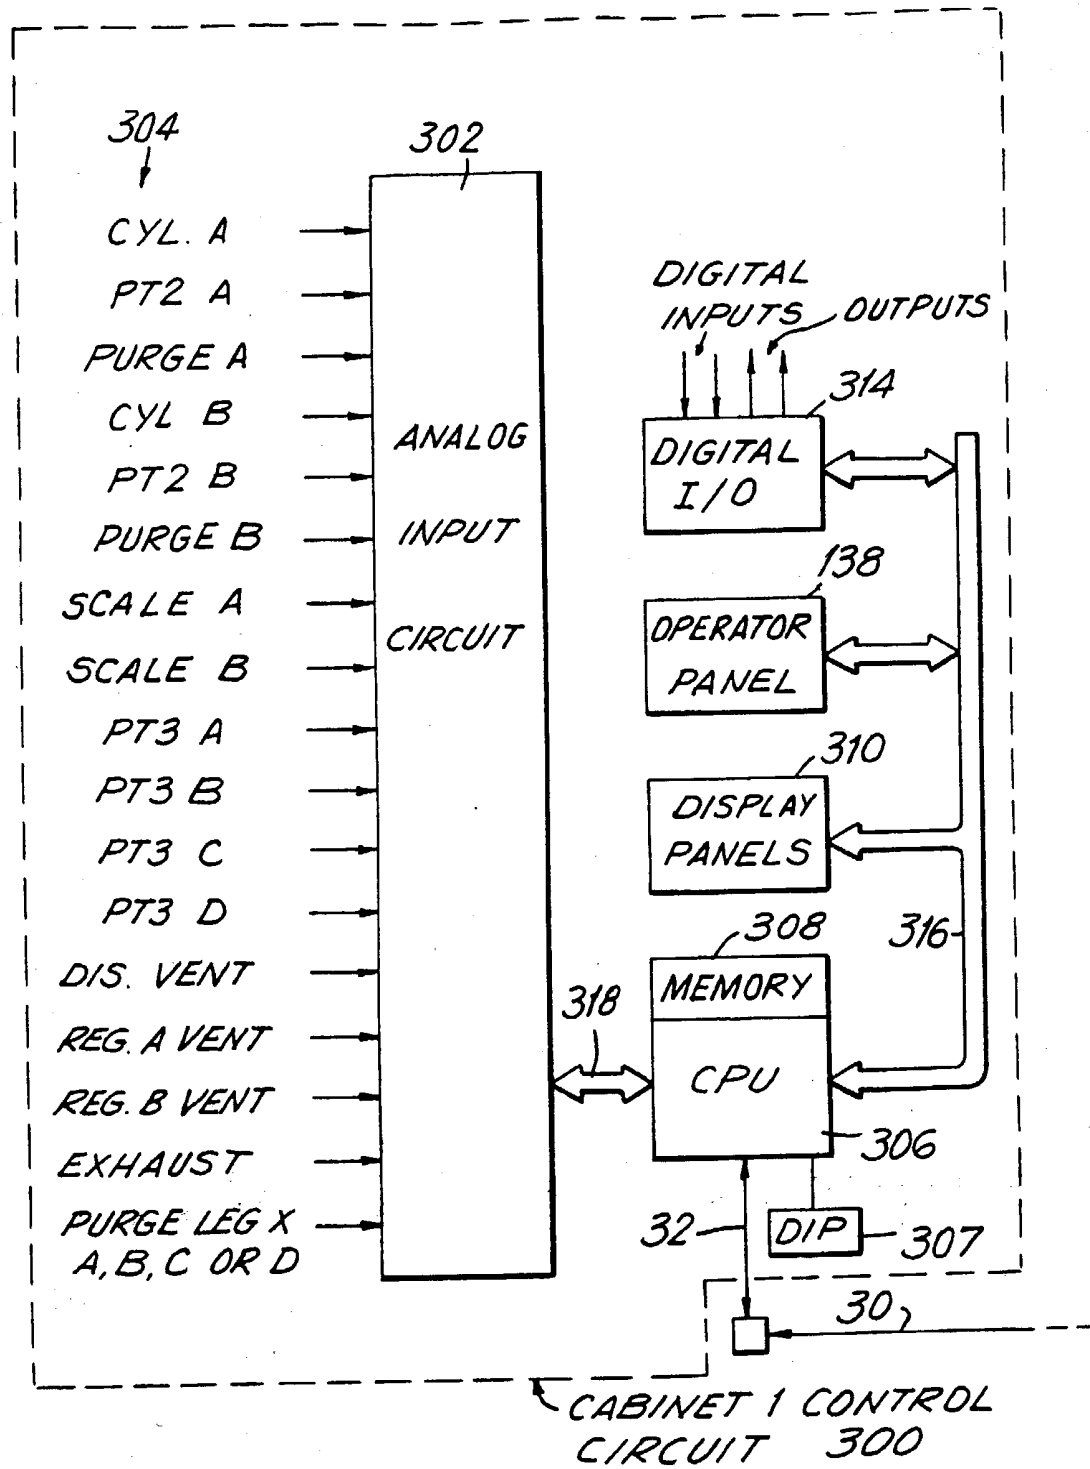 304
302
CYL. A
PT2 A
PURGE A
CYL B
PT2 B
PURGE B
SCALE A
SCALE B
PT3 A
PT3 B
PT3 C
PT3 D
DIS. VENT
REG. A VENT
REG. B VENT
EXHAUST
PURGE LEG X
A, B, C OR D
ANALOG
INPUT
CIRCUIT
DIGITAL
INPUTS
OUTPUTS
314
DIGITAL
I/O
138
OPERATOR
PANEL
310
DISPLAY
PANELS
316
308
MEMORY
318
CPU
306
32
DIP
307
30
CABINET 1 CONTROL
CIRCUIT 300